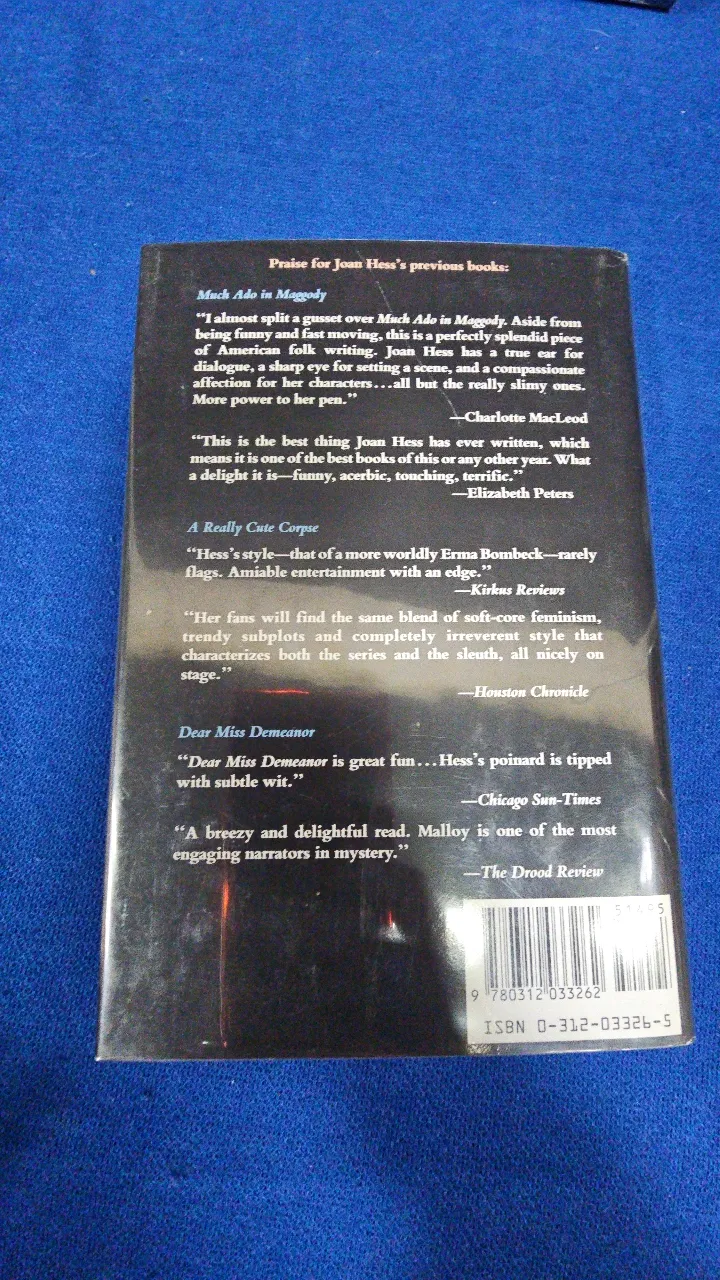 Praise for Joan Hess's previous books:
Much Ado in Maggody
“I almost split a gusset over Much Ado in Maggody. Aside from
being funny and fast moving, this is a perfectly splendid piece
of American folk writing. Joan Hess has a true ear for
dialogue, a sharp eye for setting a scene, and a compassionate
affection for her characters...all but the really slimy ones.
More power to her pen.”
—Charlotte MacLeod
“This is the best thing Joan Hess has ever written, which
means it is one of the best books of this or any other year. What
a delight it is—funny, acerbic, touching, terrific.”
—Elizabeth Peters
A Really Cute Corpse
“Hess's style—that of a more worldly Erma Bombeck—rarely
flags. Amiable entertainment with an edge.”
—Kirkus Reviews
“Her fans will find the same blend of soft-core feminism,
trendy subplots and completely irreverent style that
characterizes both the series and the sleuth, all nicely on
stage.”
—Houston Chronicle
Dear Miss Demeanor
“Dear Miss Demeanor is great fun...Hess's poinard is tipped
with subtle wit.”
—Chicago Sun-Times
“A breezy and delightful read. Malloy is one of the most
engaging narrators in mystery.”
—The Drood Review
51695
9 780312 033262
ISBN 0-312-03326-5